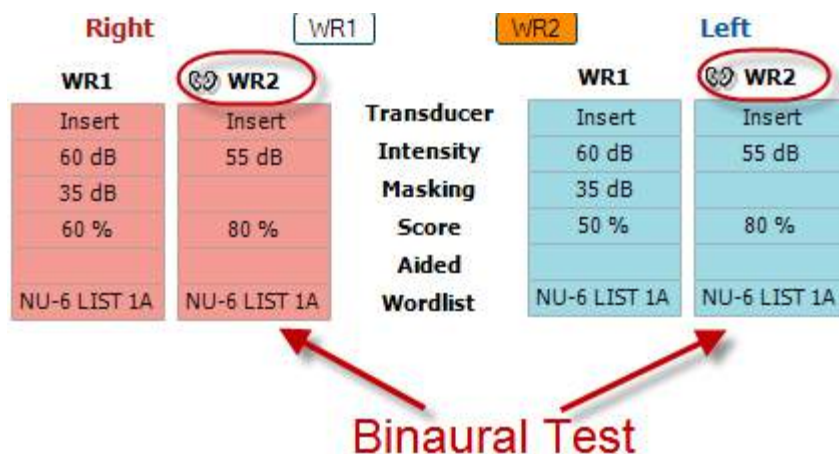 Right WR1 WR2 Left
WR1 WR2 WR1 WR2
Insert Insert Transducer Insert Insert
60 dB 55 dB Intensity 60 dB 55 dB
35 dB Masking 35 dB
60 % 80 % Score 50 % 80 %
Aided
NU-6 LIST 1A NU-6 LIST 1A Wordlist NU-6 LIST 1A NU-6 LIST 1A
Binaural Test